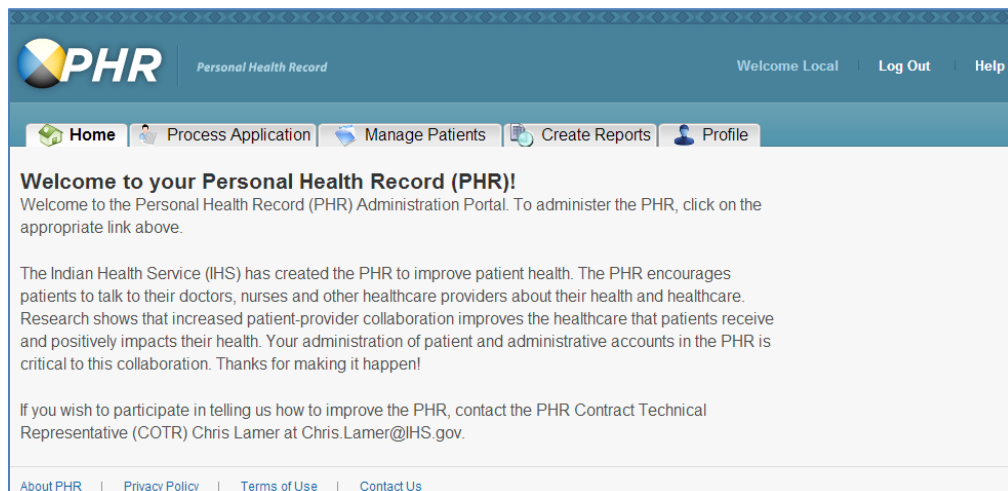 PHR
Personal Health Record
Welcome Local
Log Out
Help
Home
Process Application
Manage Patients
Create Reports
Profile
Welcome to your Personal Health Record (PHR)!
Welcome to the Personal Health Record (PHR) Administration Portal. To administer the PHR, click on the
appropriate link above.
The Indian Health Service (IHS) has created the PHR to improve patient health. The PHR encourages
patients to talk to their doctors, nurses and other healthcare providers about their health and healthcare.
Research shows that increased patient-provider collaboration improves the healthcare that patients receive
and positively impacts their health. Your administration of patient and administrative accounts in the PHR is
critical to this collaboration. Thanks for making it happen!
If you wish to participate in telling us how to improve the PHR, contact the PHR Contract Technical
Representative (COTR) Chris Lamer at Chris.Lamer@IHS.gov.
About PHR | Privacy Policy | Terms of Use | Contact Us